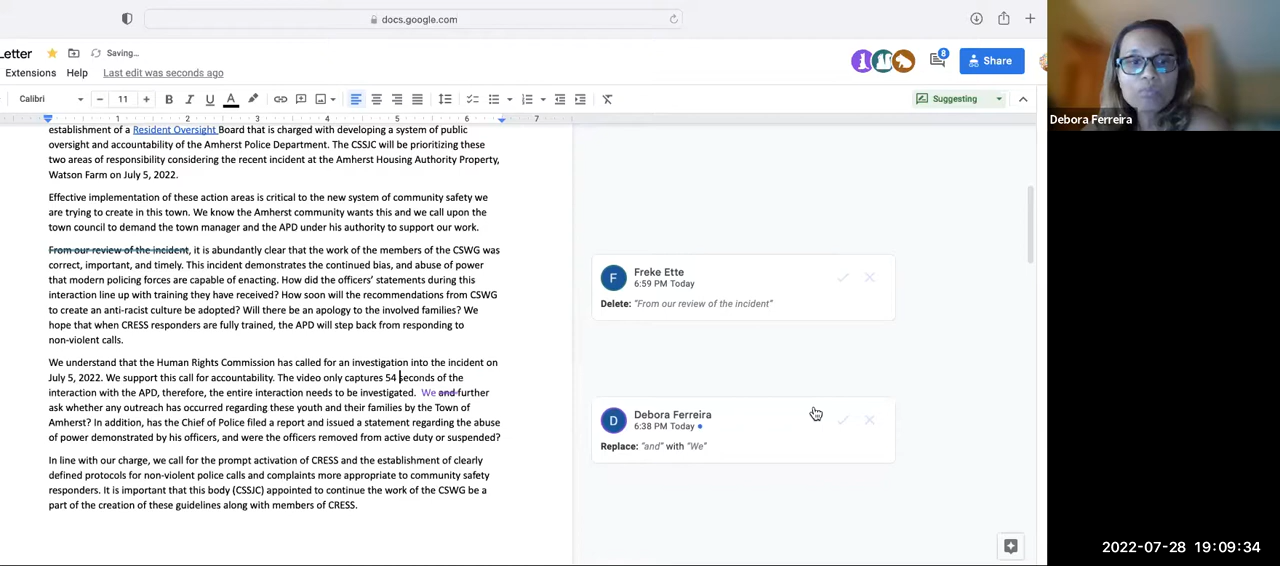 docs.google.com
Letter
Saving…
Extensions Help Last edit was seconds ago
8
Share
Calibri
11
B I U A
Suggesting
1 2 3 4 5 6 7
establishment of a Resident Oversight Board that is charged with developing a system of public
oversight and accountability of the Amherst Police Department. The CSSJC will be prioritizing these
two areas of responsibility considering the recent incident at the Amherst Housing Authority Property,
Watson Farm on July 5, 2022.
Effective implementation of these action areas is critical to the new system of community safety we
are trying to create in this town. We know the Amherst community wants this and we call upon the
town council to demand the town manager and the APD under his authority to support our work.
From our review of the incident, it is abundantly clear that the work of the members of the CSWG was
correct, important, and timely. This incident demonstrates the continued bias, and abuse of power
that modern policing forces are capable of enacting. How did the officers’ statements during this
interaction line up with training they have received? How soon will the recommendations from CSWG
to create an anti-racist culture be adopted? Will there be an apology to the involved families? We
hope that when CRESS responders are fully trained, the APD will step back from responding to
non-violent calls.
We understand that the Human Rights Commission has called for an investigation into the incident on
July 5, 2022. We support this call for accountability. The video only captures 54 seconds of the
interaction with the APD, therefore, the entire interaction needs to be investigated. We and further
ask whether any outreach has occurred regarding these youth and their families by the Town of
Amherst? In addition, has the Chief of Police filed a report and issued a statement regarding the abuse
of power demonstrated by his officers, and were the officers removed from active duty or suspended?
In line with our charge, we call for the prompt activation of CRESS and the establishment of clearly
defined protocols for non-violent police calls and complaints more appropriate to community safety
responders. It is important that this body (CSSJC) appointed to continue the work of the CSWG be a
part of the creation of these guidelines along with members of CRESS.
F
Freke Ette
6:59 PM Today
Delete: "From our review of the incident"
D
Debora Ferreira
6:38 PM Today
Replace: "and" with "We"
Debora Ferreira
2022-07-28 19:09:34